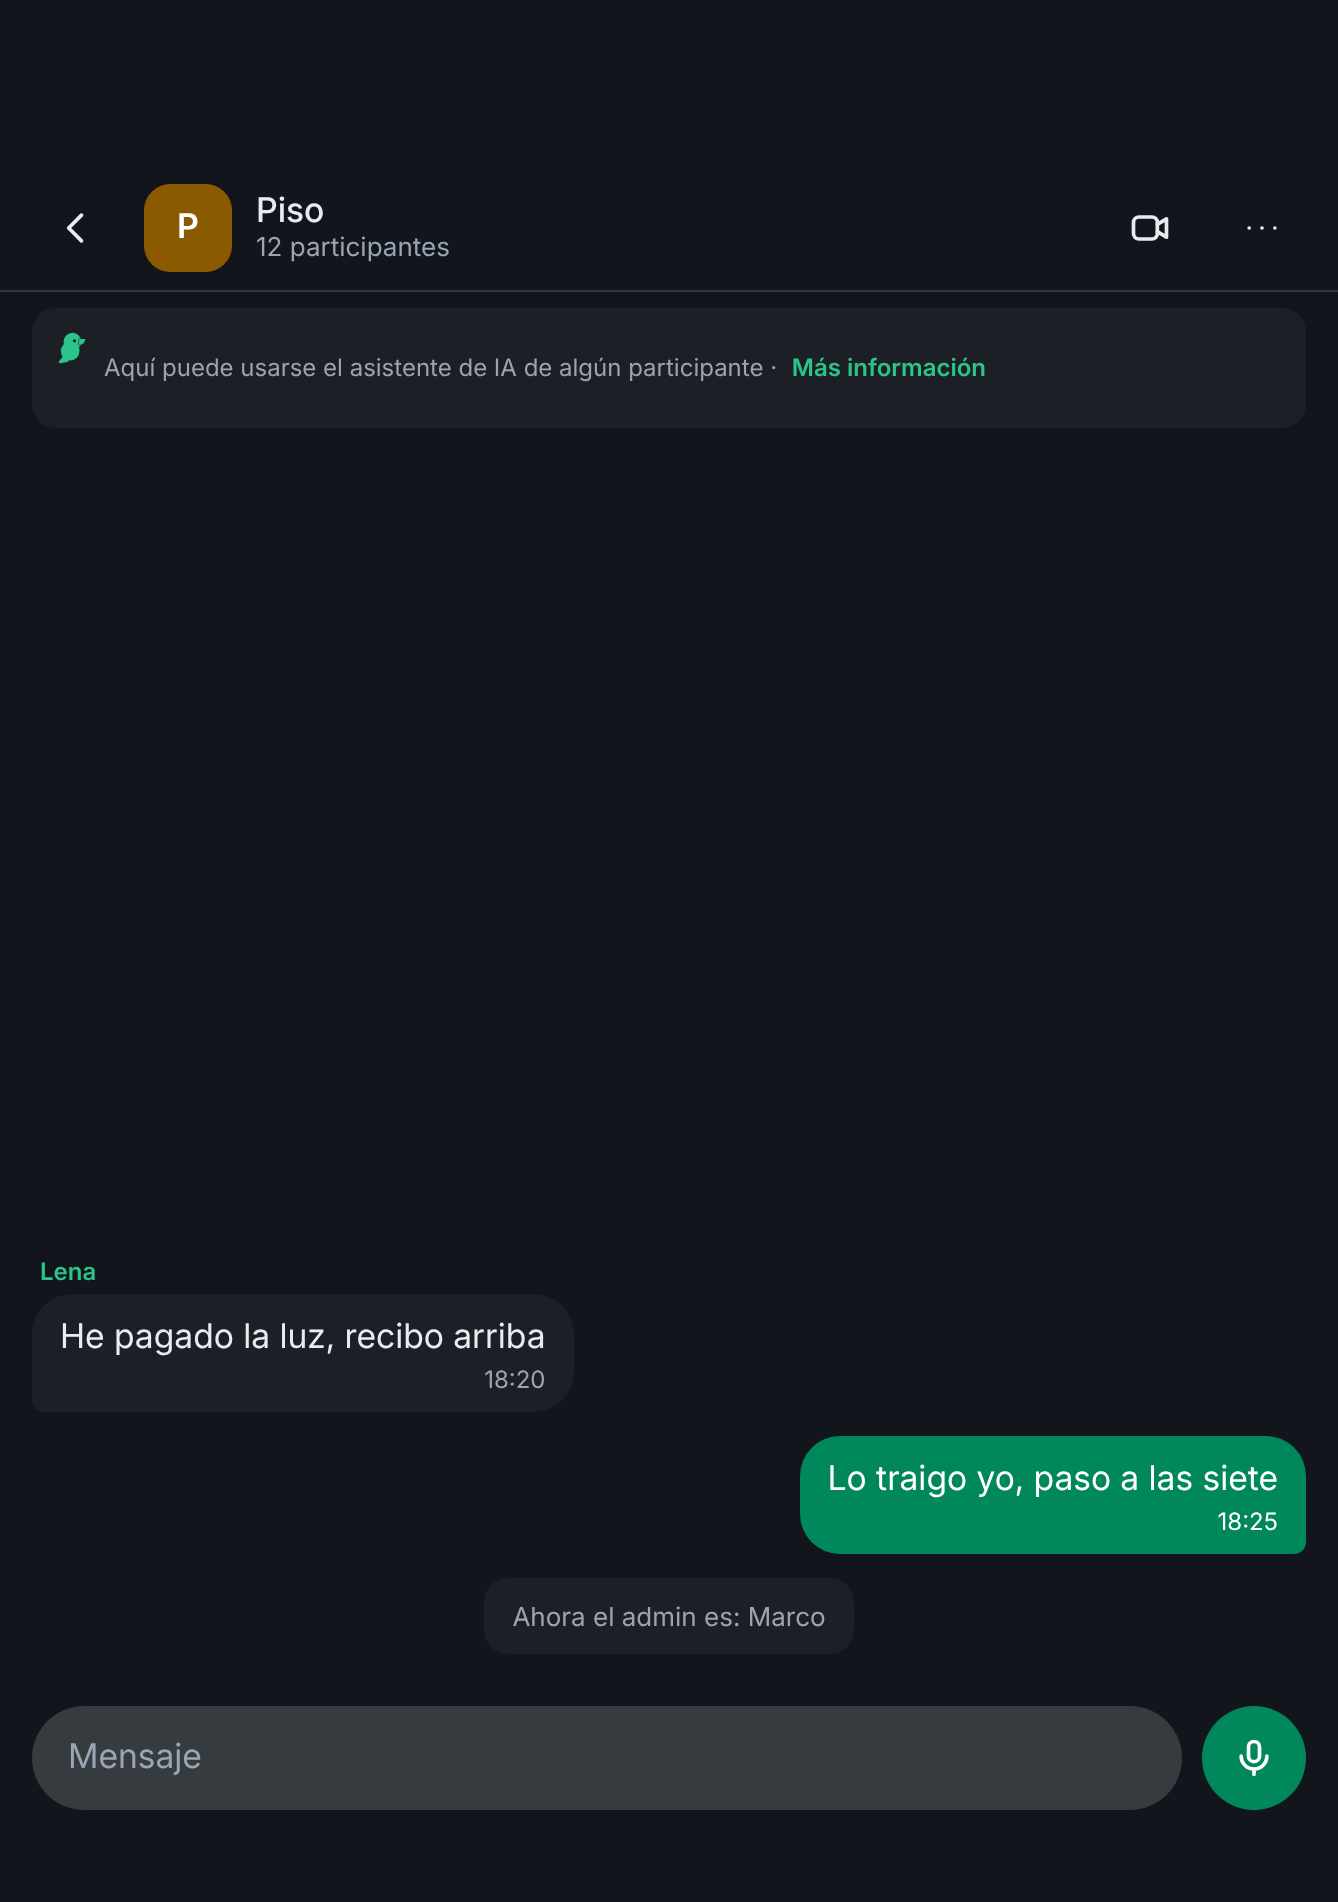 P
Piso
12 participantes
···
Aquí puede usarse el asistente de IA de algún participante · Más información
Lena
He pagado la luz, recibo arriba
18:20
Lo traigo yo, paso a las siete
18:25
Ahora el admin es: Marco
Mensaje